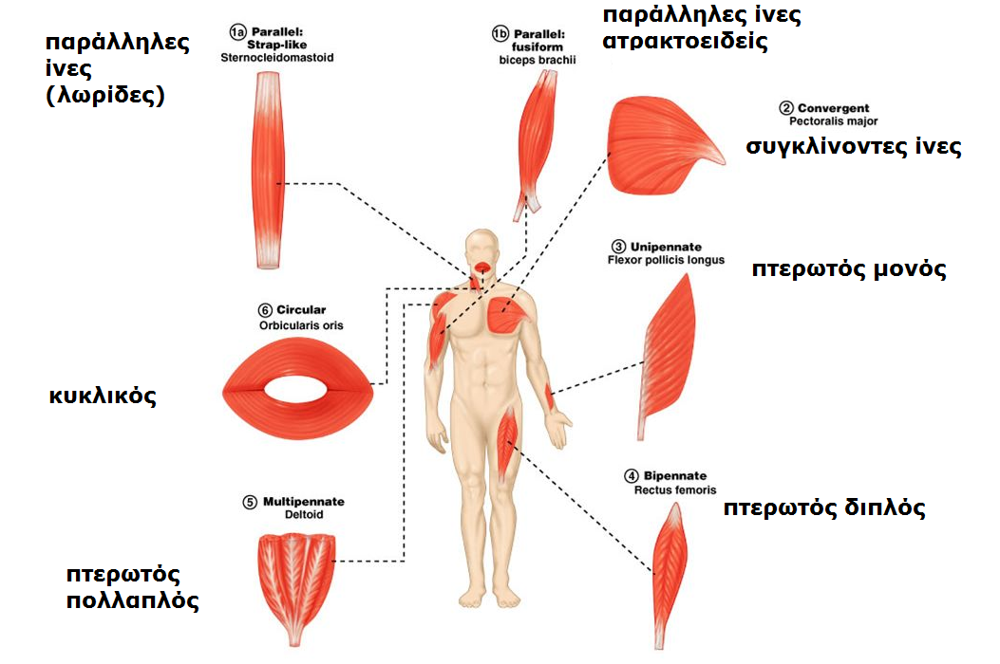 παράλληλες
ίνες
(λωρίδες)
1a Parallel:
Strap-like
Sternocleidomastoid
1b Parallel:
fusiform
biceps brachii
παράλληλες ίνες
ατρακτοειδείς
2 Convergent
Pectoralis major
συγκλίνοντες ίνες
3 Unipennate
Flexor pollicis longus
πτερωτός μονός
6 Circular
Orbicularis oris
κυκλικός
4 Bipennate
Rectus femoris
πτερωτός διπλός
5 Multipennate
Deltoid
πτερωτός
πολλαπλός